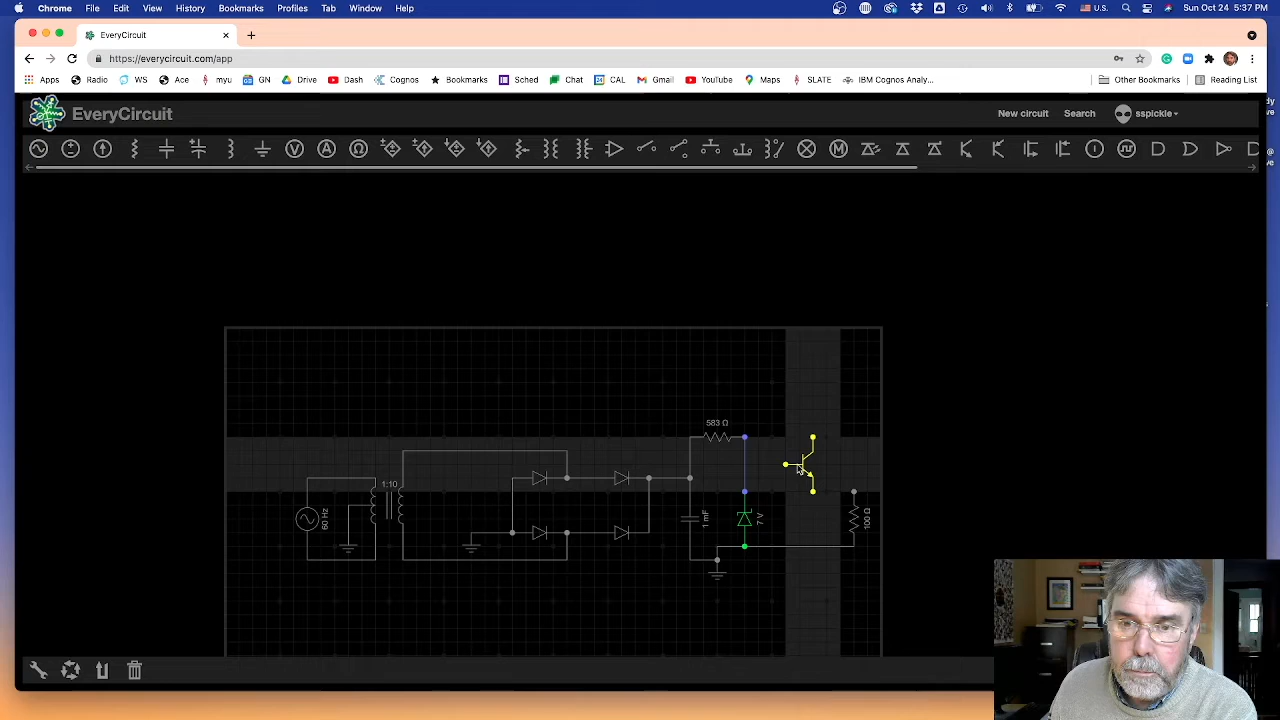 Chrome File Edit View History Bookmarks Profiles Tab Window Help U.S. Sun Oct 24 5:37 PM
EveryCircuit
https://everycircuit.com/app
Apps Radio WS Ace myu GN Drive Dash Cognos Bookmarks Sched Chat CAL Gmail YouTube Maps SLATE IBM Cognos Analy... Other Bookmarks Reading List
EveryCircuit New circuit Search sspickle
583 Ω
1:10
60 Hz
1 mF
7 V
100 Ω